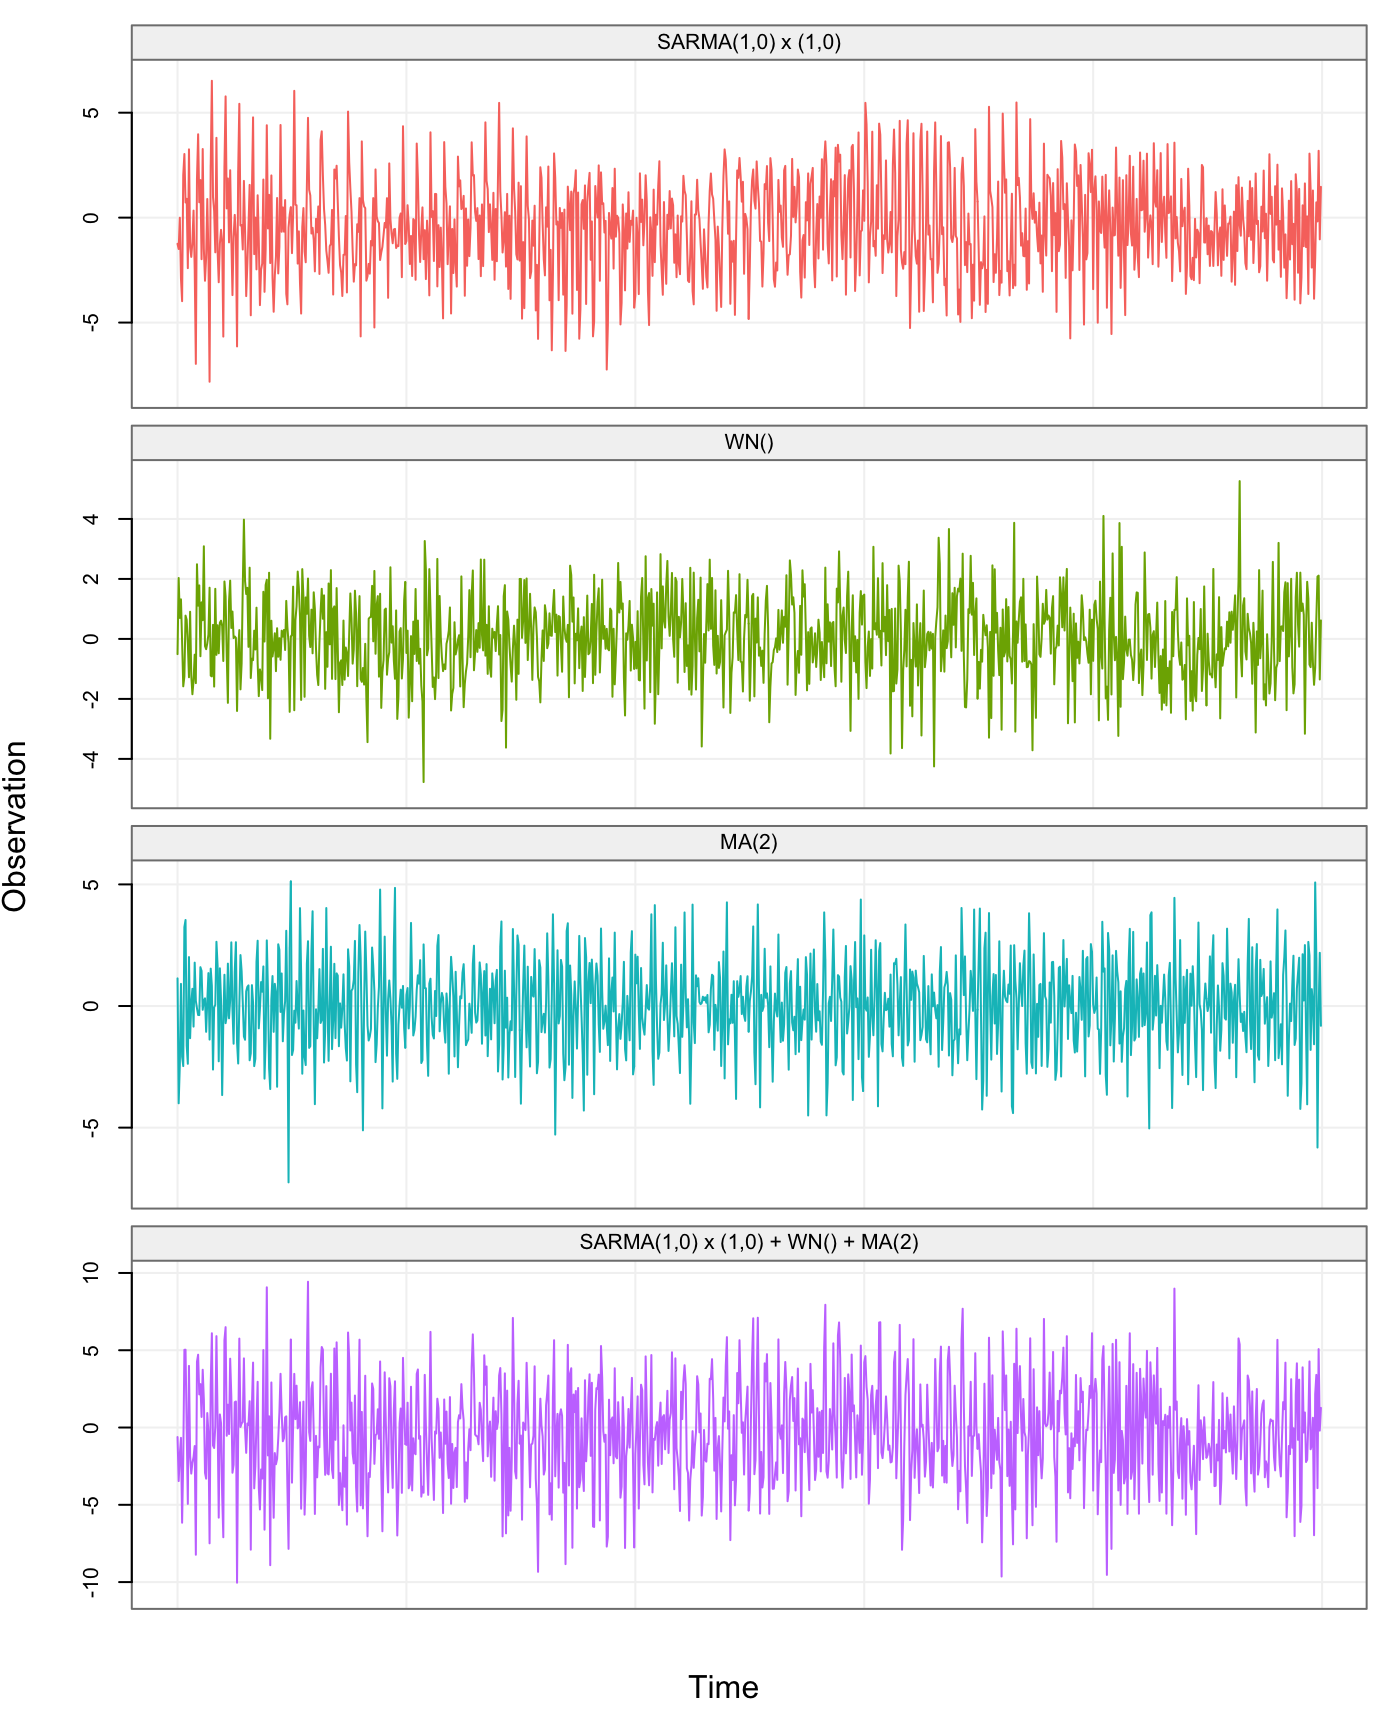 SARMA(1,0) x (1,0)
5
0
-5
WN()
4
2
0
-2
-4
MA(2)
5
0
-5
SARMA(1,0) x (1,0) + WN() + MA(2)
10
5
0
-5
-10
Observation
Time